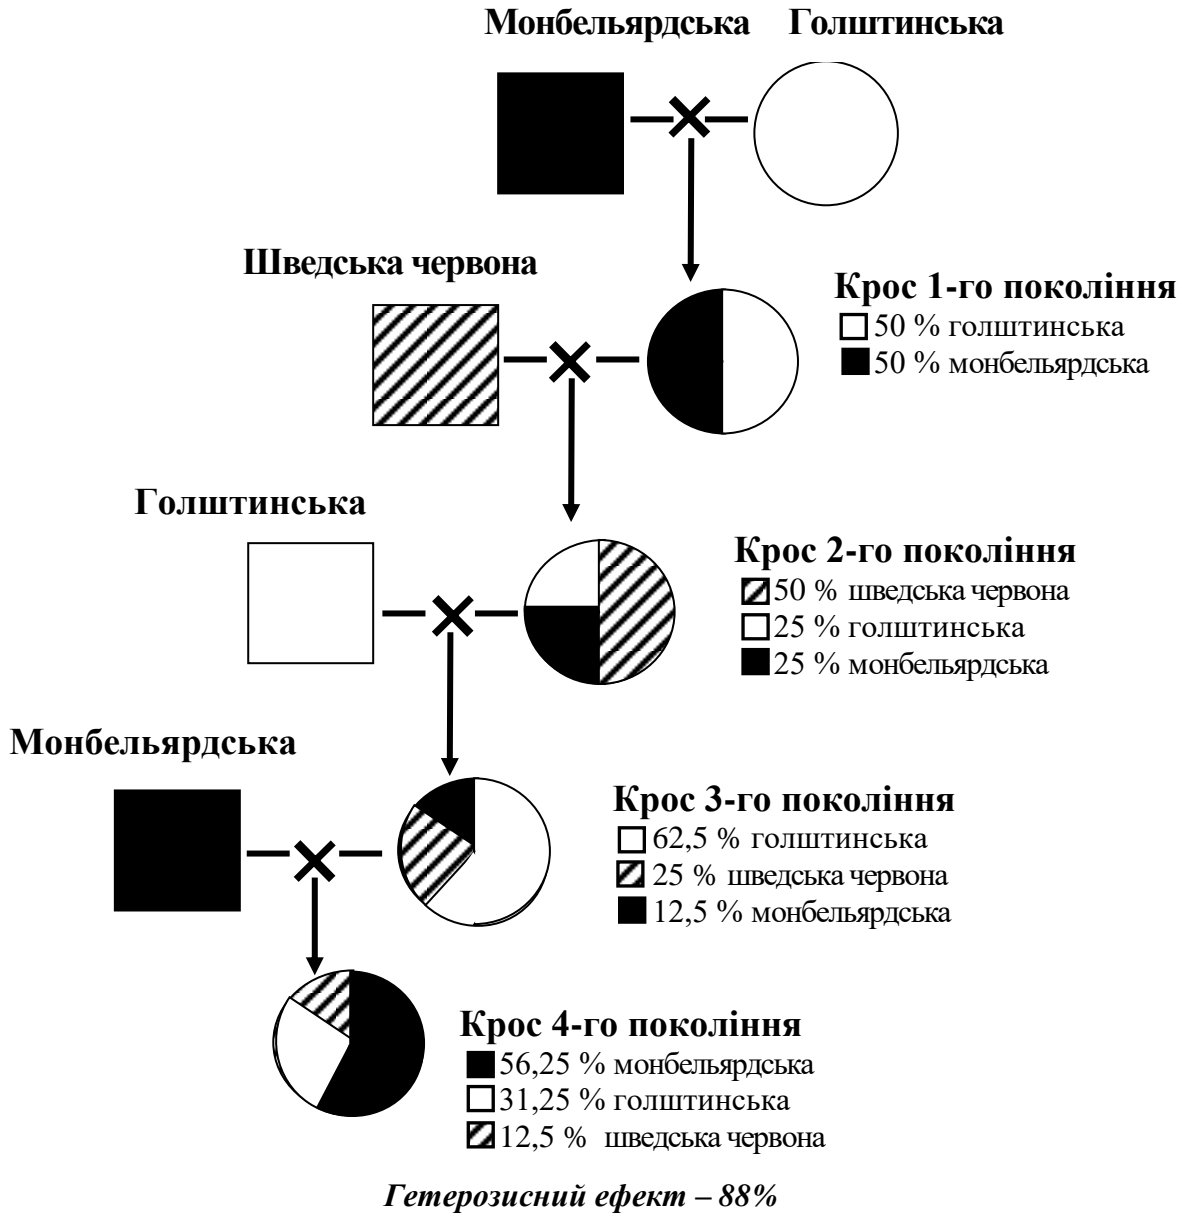 Монбельярдська Голштинська
Шведська червона
Крос 1-го покоління
50 % голштинська
50 % монбельярдська
Голштинська
Крос 2-го покоління
50 % шведська червона
25 % голштинська
25 % монбельярдська
Монбельярдська
Крос 3-го покоління
62,5 % голштинська
25 % шведська червона
12,5 % монбельярдська
Крос 4-го покоління
56,25 % монбельярдська
31,25 % голштинська
12,5 % шведська червона
Гетерозисний ефект – 88%